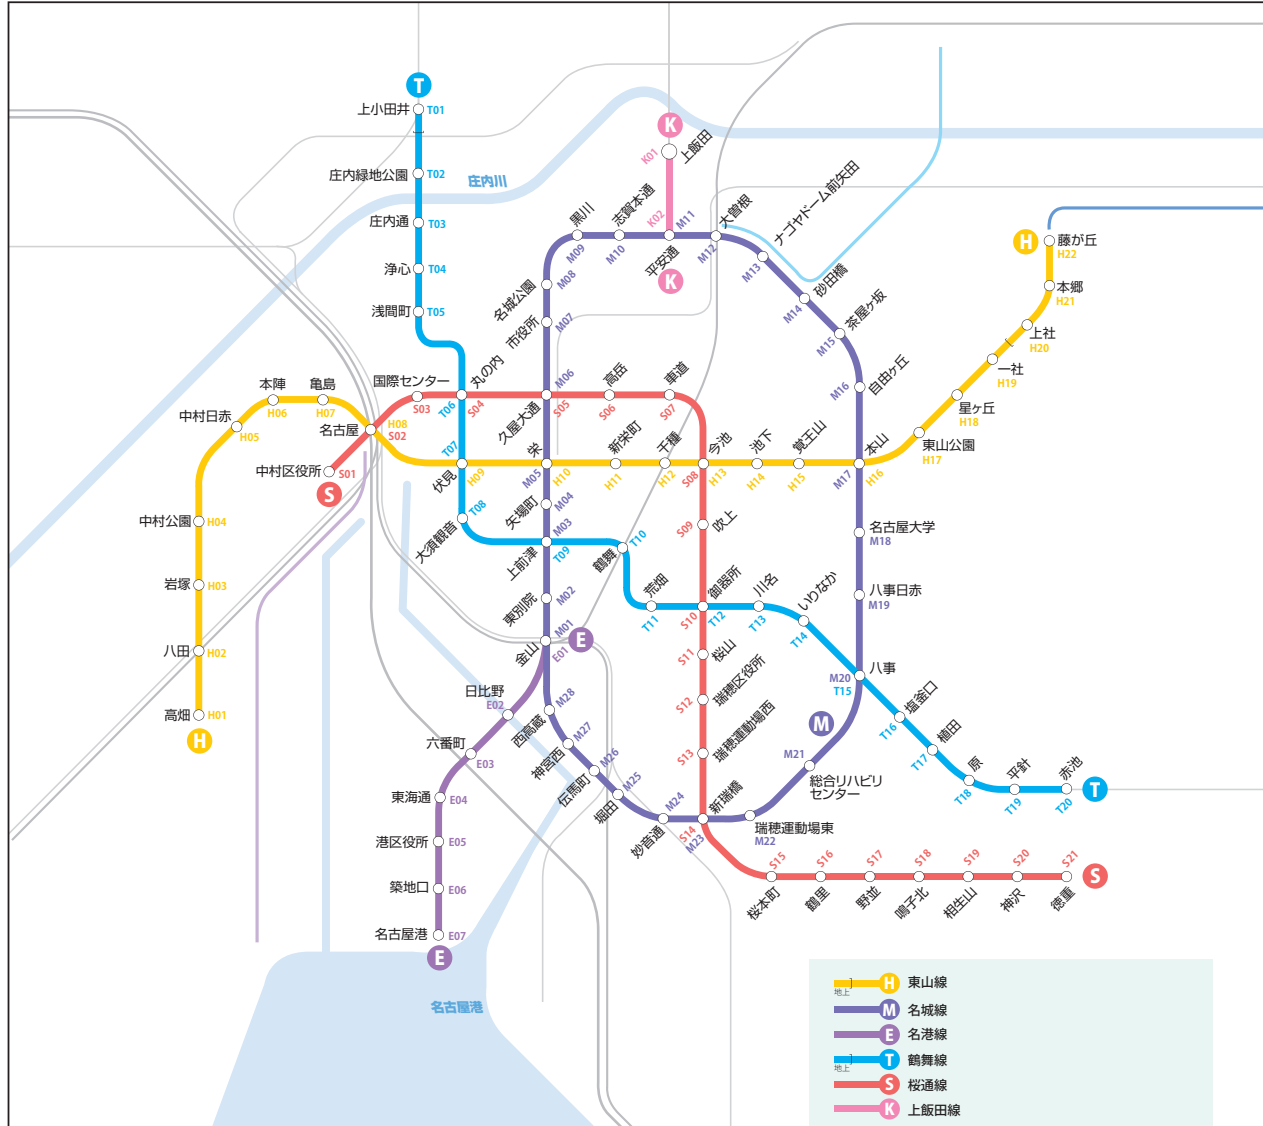 T
上小田井 T01
庄内緑地公園 T02
庄内通 T03
浄心 T04
浅間町 T05
庄内川
K
K01 上飯田
K02
平安通
K
M11
黒川
M09
志賀本通
M10
大曽根
M12
ナゴヤドーム前矢田
M13
砂田橋
M14
茶屋ヶ坂
M15
自由ヶ丘
M16
名城公園 M08
市役所 M07
H
藤が丘
H22
本郷
H21
上社
H20
一社
H19
星ヶ丘
H18
東山公園
H17
本陣
H06
亀島
H07
中村日赤
H05
名古屋
H08
S02
中村区役所 S01
S
国際センター
S03
丸の内
T06
S04
久屋大通
M06
S05
高岳
S06
車道
S07
T07
伏見
H09
栄
M05
H10
新栄町
H11
千種
H12
今池
S08
H13
池下
H14
覚王山
H15
本山
M17
H16
中村公園 H04
岩塚 H03
八田 H02
高畑 H01
H
大須観音
T08
矢場町
M04
上前津
M03
T09
鶴舞
T10
吹上
S09
名古屋大学
M18
八事日赤
M19
東別院
M02
荒畑
T11
御器所
S10
T12
川名
T13
いりなか
T14
金山
M01
E01
E
桜山
S11
瑞穂区役所
S12
瑞穂運動場西
S13
八事
M20
T15
塩釜口
T16
植田
T17
原
T18
平針
T19
赤池
T20
T
日比野
E02
六番町
E03
東海通 E04
港区役所 E05
築地口 E06
名古屋港 E07
E
西高蔵
M28
神宮西
M27
伝馬町
M26
堀田
M25
妙音通
M24
新瑞橋
S14
M23
瑞穂運動場東
M22
M
M21
総合リハビリ
センター
桜本町
S15
鶴里
S16
野並
S17
鳴子北
S18
相生山
S19
神沢
S20
徳重
S21
S
名古屋港
地上
H 東山線
M 名城線
E 名港線
地上
T 鶴舞線
S 桜通線
K 上飯田線